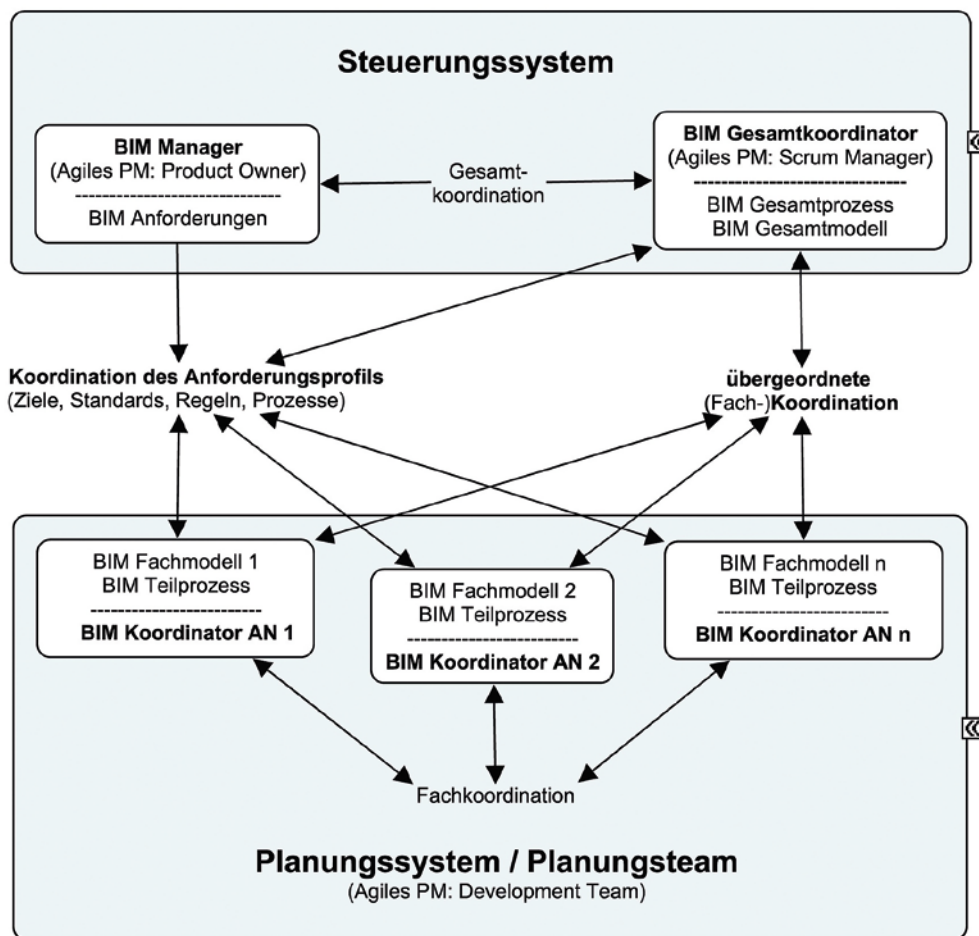 Steuerungssystem
BIM Manager
(Agiles PM: Product Owner)
------------------------------
BIM Anforderungen
Gesamt-
koordination
BIM Gesamtkoordinator
(Agiles PM: Scrum Manager)
-------------------------------
BIM Gesamtprozess
BIM Gesamtmodell
Koordination des Anforderungsprofils
(Ziele, Standards, Regeln, Prozesse)
übergeordnete
(Fach-)Koordination
BIM Fachmodell 1
BIM Teilprozess
-------------------------
BIM Koordinator AN 1
BIM Fachmodell 2
BIM Teilprozess
-------------------------
BIM Koordinator AN 2
BIM Fachmodell n
BIM Teilprozess
-------------------------
BIM Koordinator AN n
Fachkoordination
Planungssystem / Planungsteam
(Agiles PM: Development Team)